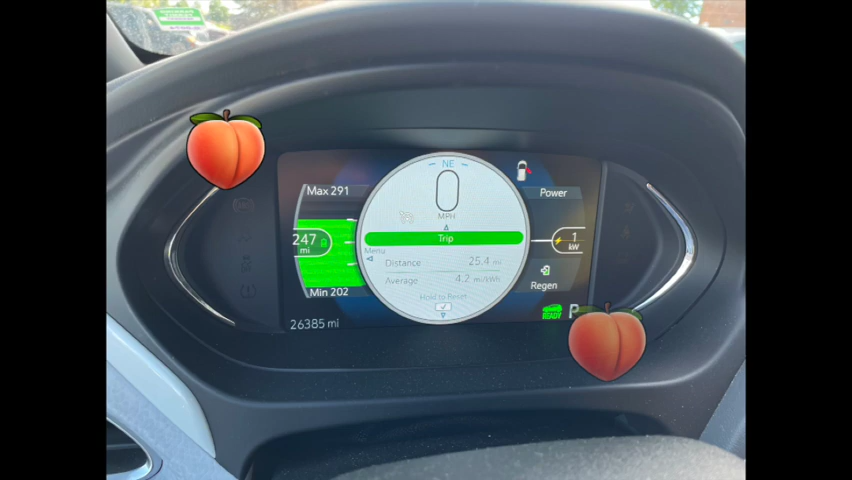 NE
Max 291
0
MPH
Power
247
mi
Trip
1
kW
Menu
Distance 25.4 mi
Average 4.2 mi/kWh
Regen
Min 202
Hold to Reset
26385 mi
READY
P